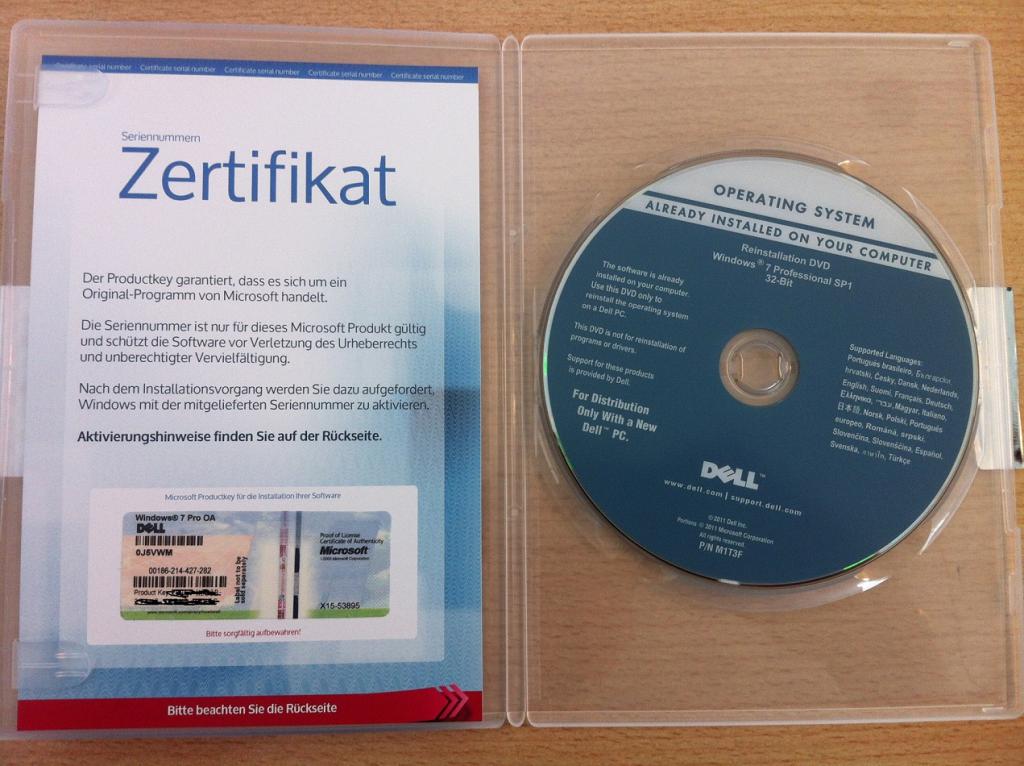 Certificate serial number Certificate serial number Certificate serial number Certificate serial number Certificate serial number
Seriennummern
Zertifikat
Der Productkey garantiert, dass es sich um ein
Original-Programm von Microsoft handelt.
Die Seriennummer ist nur für dieses Microsoft Produkt gültig
und schützt die Software vor Verletzung des Urheberrechts
und unberechtigter Vervielfältigung.
Nach dem Installationsvorgang werden Sie dazu aufgefordert,
Windows mit der mitgelieferten Seriennummer zu aktivieren.
Aktivierungshinweise finden Sie auf der Rückseite.
Microsoft Productkey für die Installation Ihrer Software
Windows® 7 Pro OA
DELL
0J5VWM
00186-214-427-282
Product Key
Label not to be
sold separately
Proof of License
Certificate of Authenticity
Microsoft
X15-53895
Bitte sorgfältig aufbewahren!
Bitte beachten Sie die Rückseite
OPERATING SYSTEM
ALREADY INSTALLED ON YOUR COMPUTER
Reinstallation DVD
Windows® 7 Professional SP1
32-Bit
The software is already
installed on your computer.
Use this DVD only to
reinstall the operating system
on a Dell PC.
This DVD is not for reinstallation of
programs or drivers.
Support for these products
is provided by Dell.
For Distribution
Only With a New
Dell™ PC.
Supported Languages:
Português brasileiro, Български,
hrvatski, Česky, Dansk, Nederlands,
English, Suomi, Français, Deutsch,
Ελληνικά, עברית, Magyar, Italiano,
日本語, Norsk, Polski, Português
europeo, Română, srpski,
Slovenčina, Slovenščina, Español,
Svenska, ภาษาไทย, Türkçe
DELL™
www.dell.com | support.dell.com
© 2011 Dell Inc.
Portions © 2011 Microsoft Corporation
All rights reserved.
P/N M1T3F